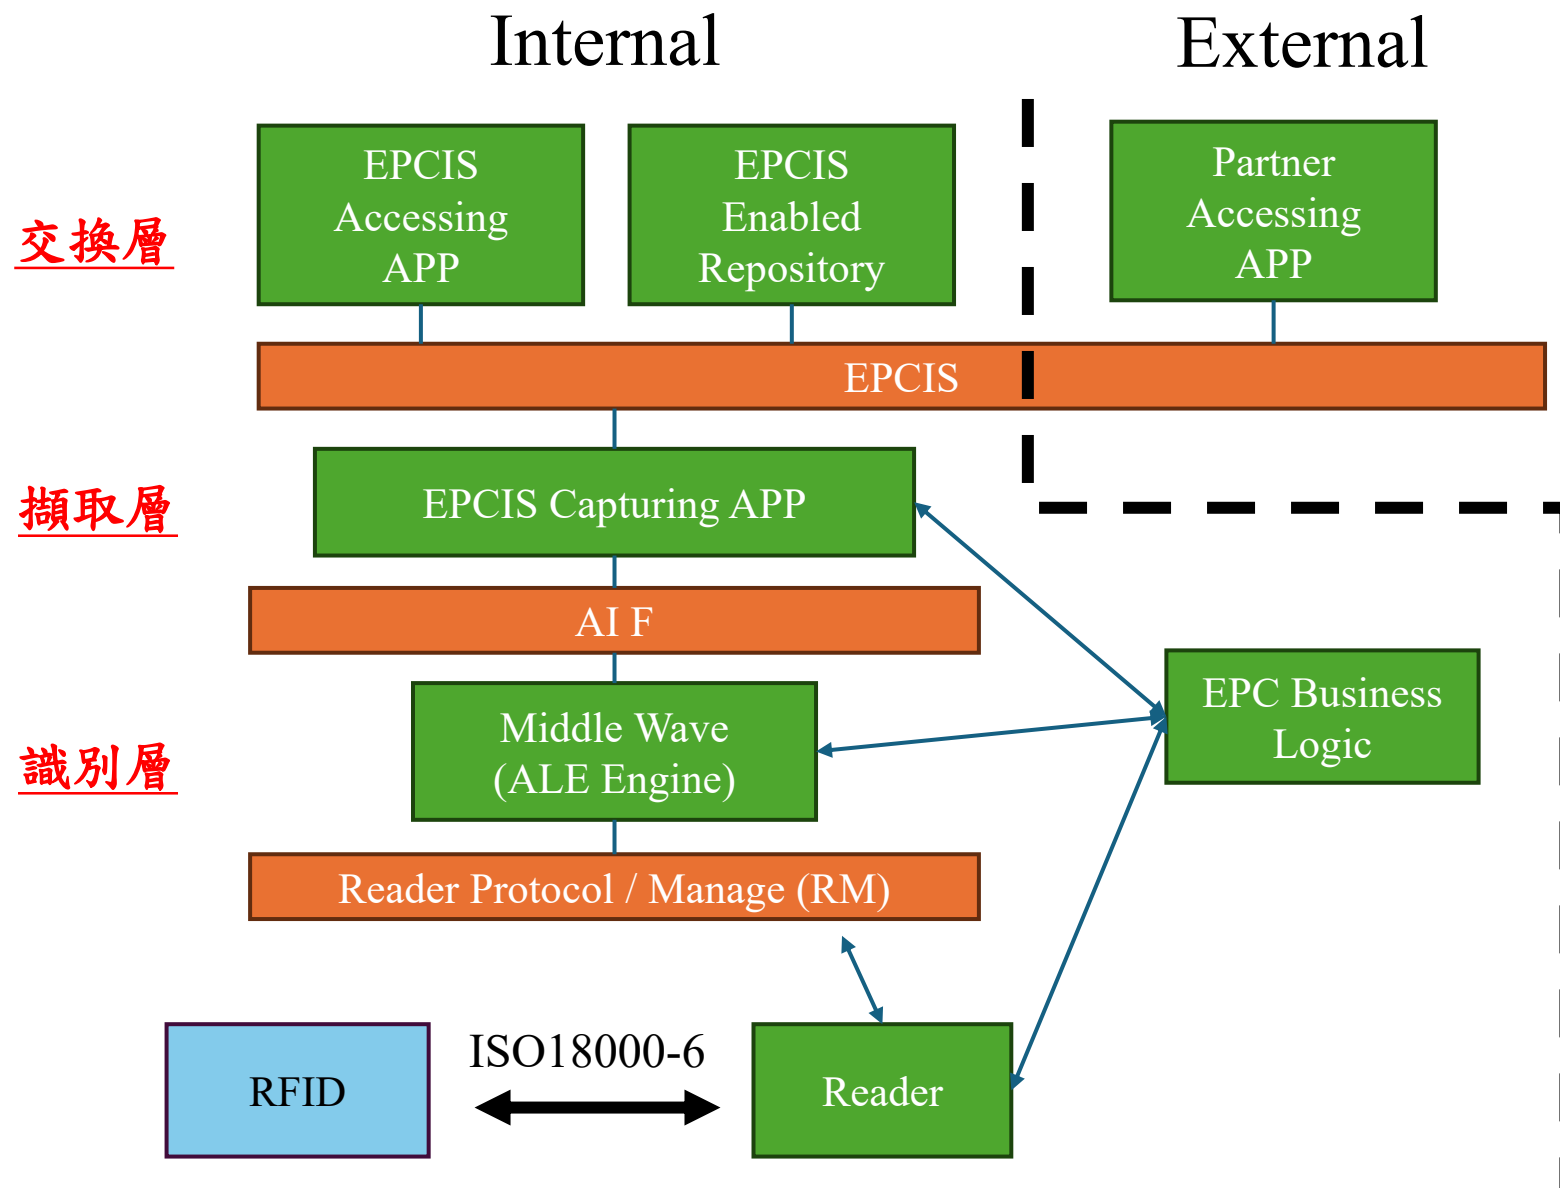 Internal
External
EPCIS
Accessing
APP
EPCIS
Enabled
Repository
Partner
Accessing
APP
交換層
EPCIS
擷取層
EPCIS Capturing APP
AI F
識別層
Middle Wave
(ALE Engine)
EPC Business
Logic
Reader Protocol / Manage (RM)
RFID
ISO18000-6
Reader